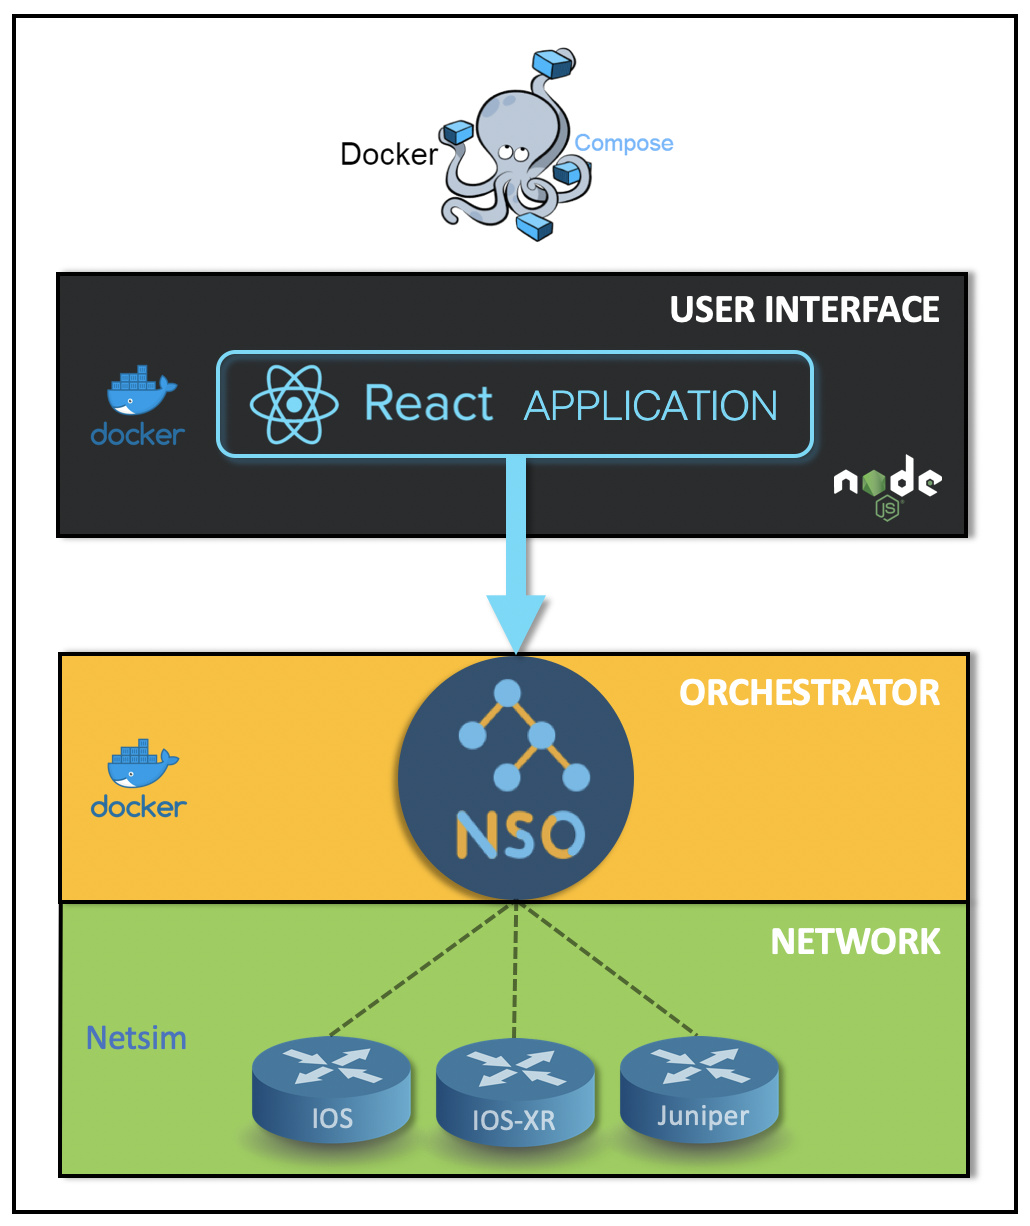 Docker Compose
USER INTERFACE
docker
React APPLICATION
node
JS
ORCHESTRATOR
docker
NSO
NETWORK
Netsim
IOS
IOS-XR
Juniper